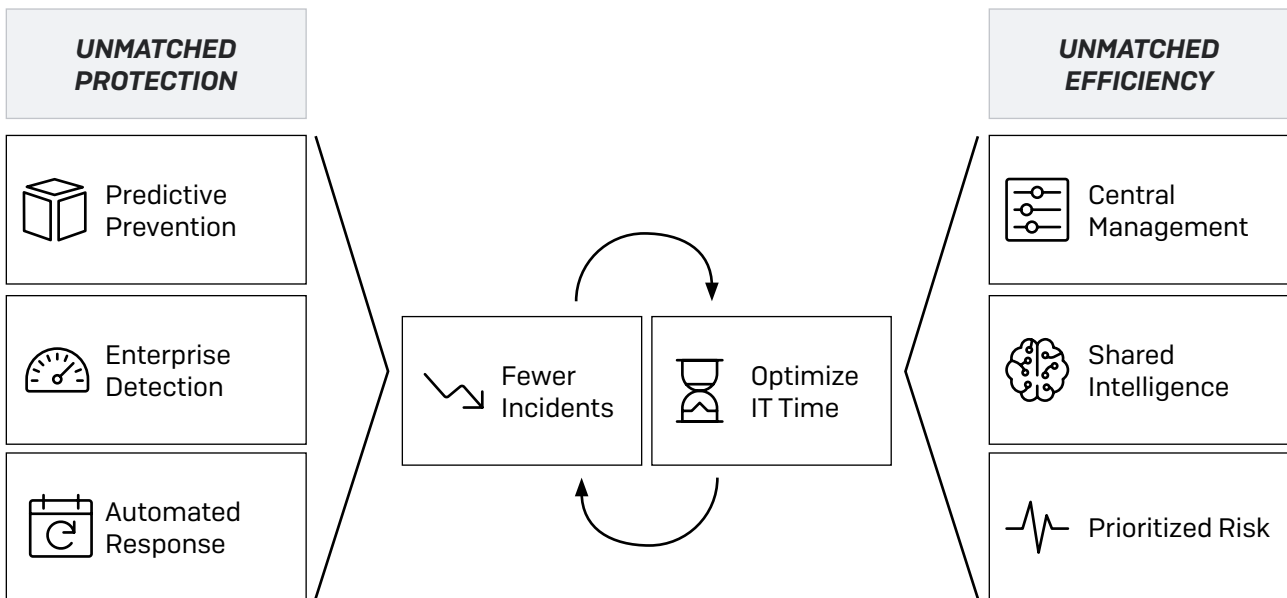 UNMATCHED
PROTECTION
Predictive
Prevention
Enterprise
Detection
Automated
Response
Fewer
Incidents
Optimize
IT Time
UNMATCHED
EFFICIENCY
Central
Management
Shared
Intelligence
Prioritized Risk